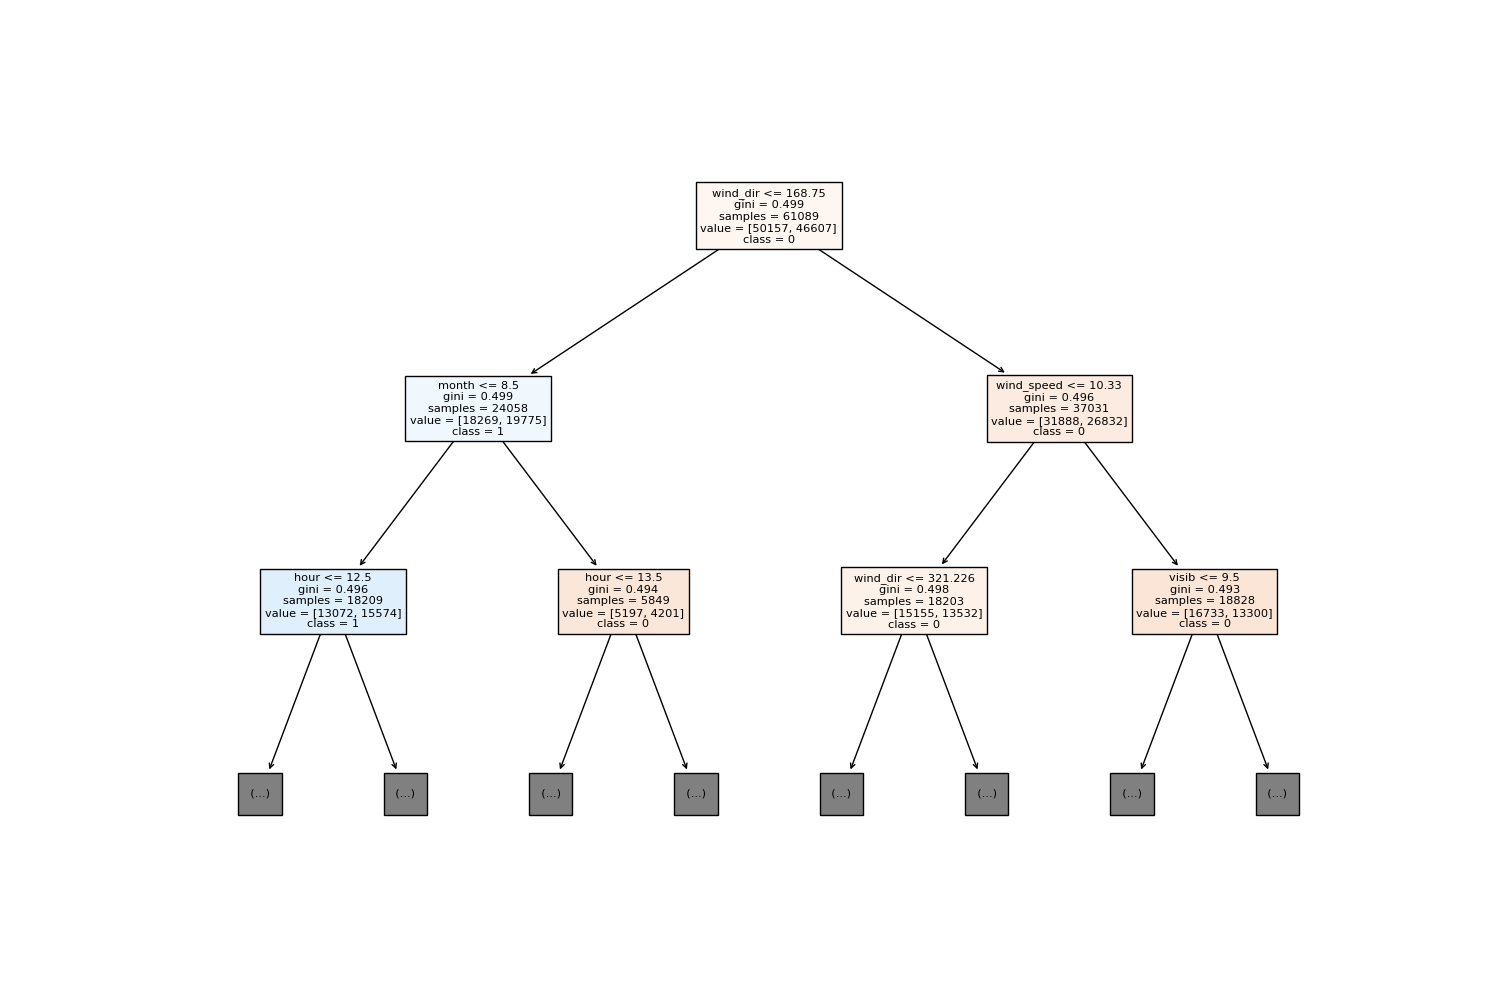 wind_dir <= 168.75
gini = 0.499
samples = 61089
value = [50157, 46607]
class = 0
month <= 8.5
gini = 0.499
samples = 24058
value = [18269, 19775]
class = 1
wind_speed <= 10.33
gini = 0.496
samples = 37031
value = [31888, 26832]
class = 0
hour <= 12.5
gini = 0.496
samples = 18209
value = [13072, 15574]
class = 1
hour <= 13.5
gini = 0.494
samples = 5849
value = [5197, 4201]
class = 0
wind_dir <= 321.226
gini = 0.498
samples = 18203
value = [15155, 13532]
class = 0
visib <= 9.5
gini = 0.493
samples = 18828
value = [16733, 13300]
class = 0
(...)
(...)
(...)
(...)
(...)
(...)
(...)
(...)